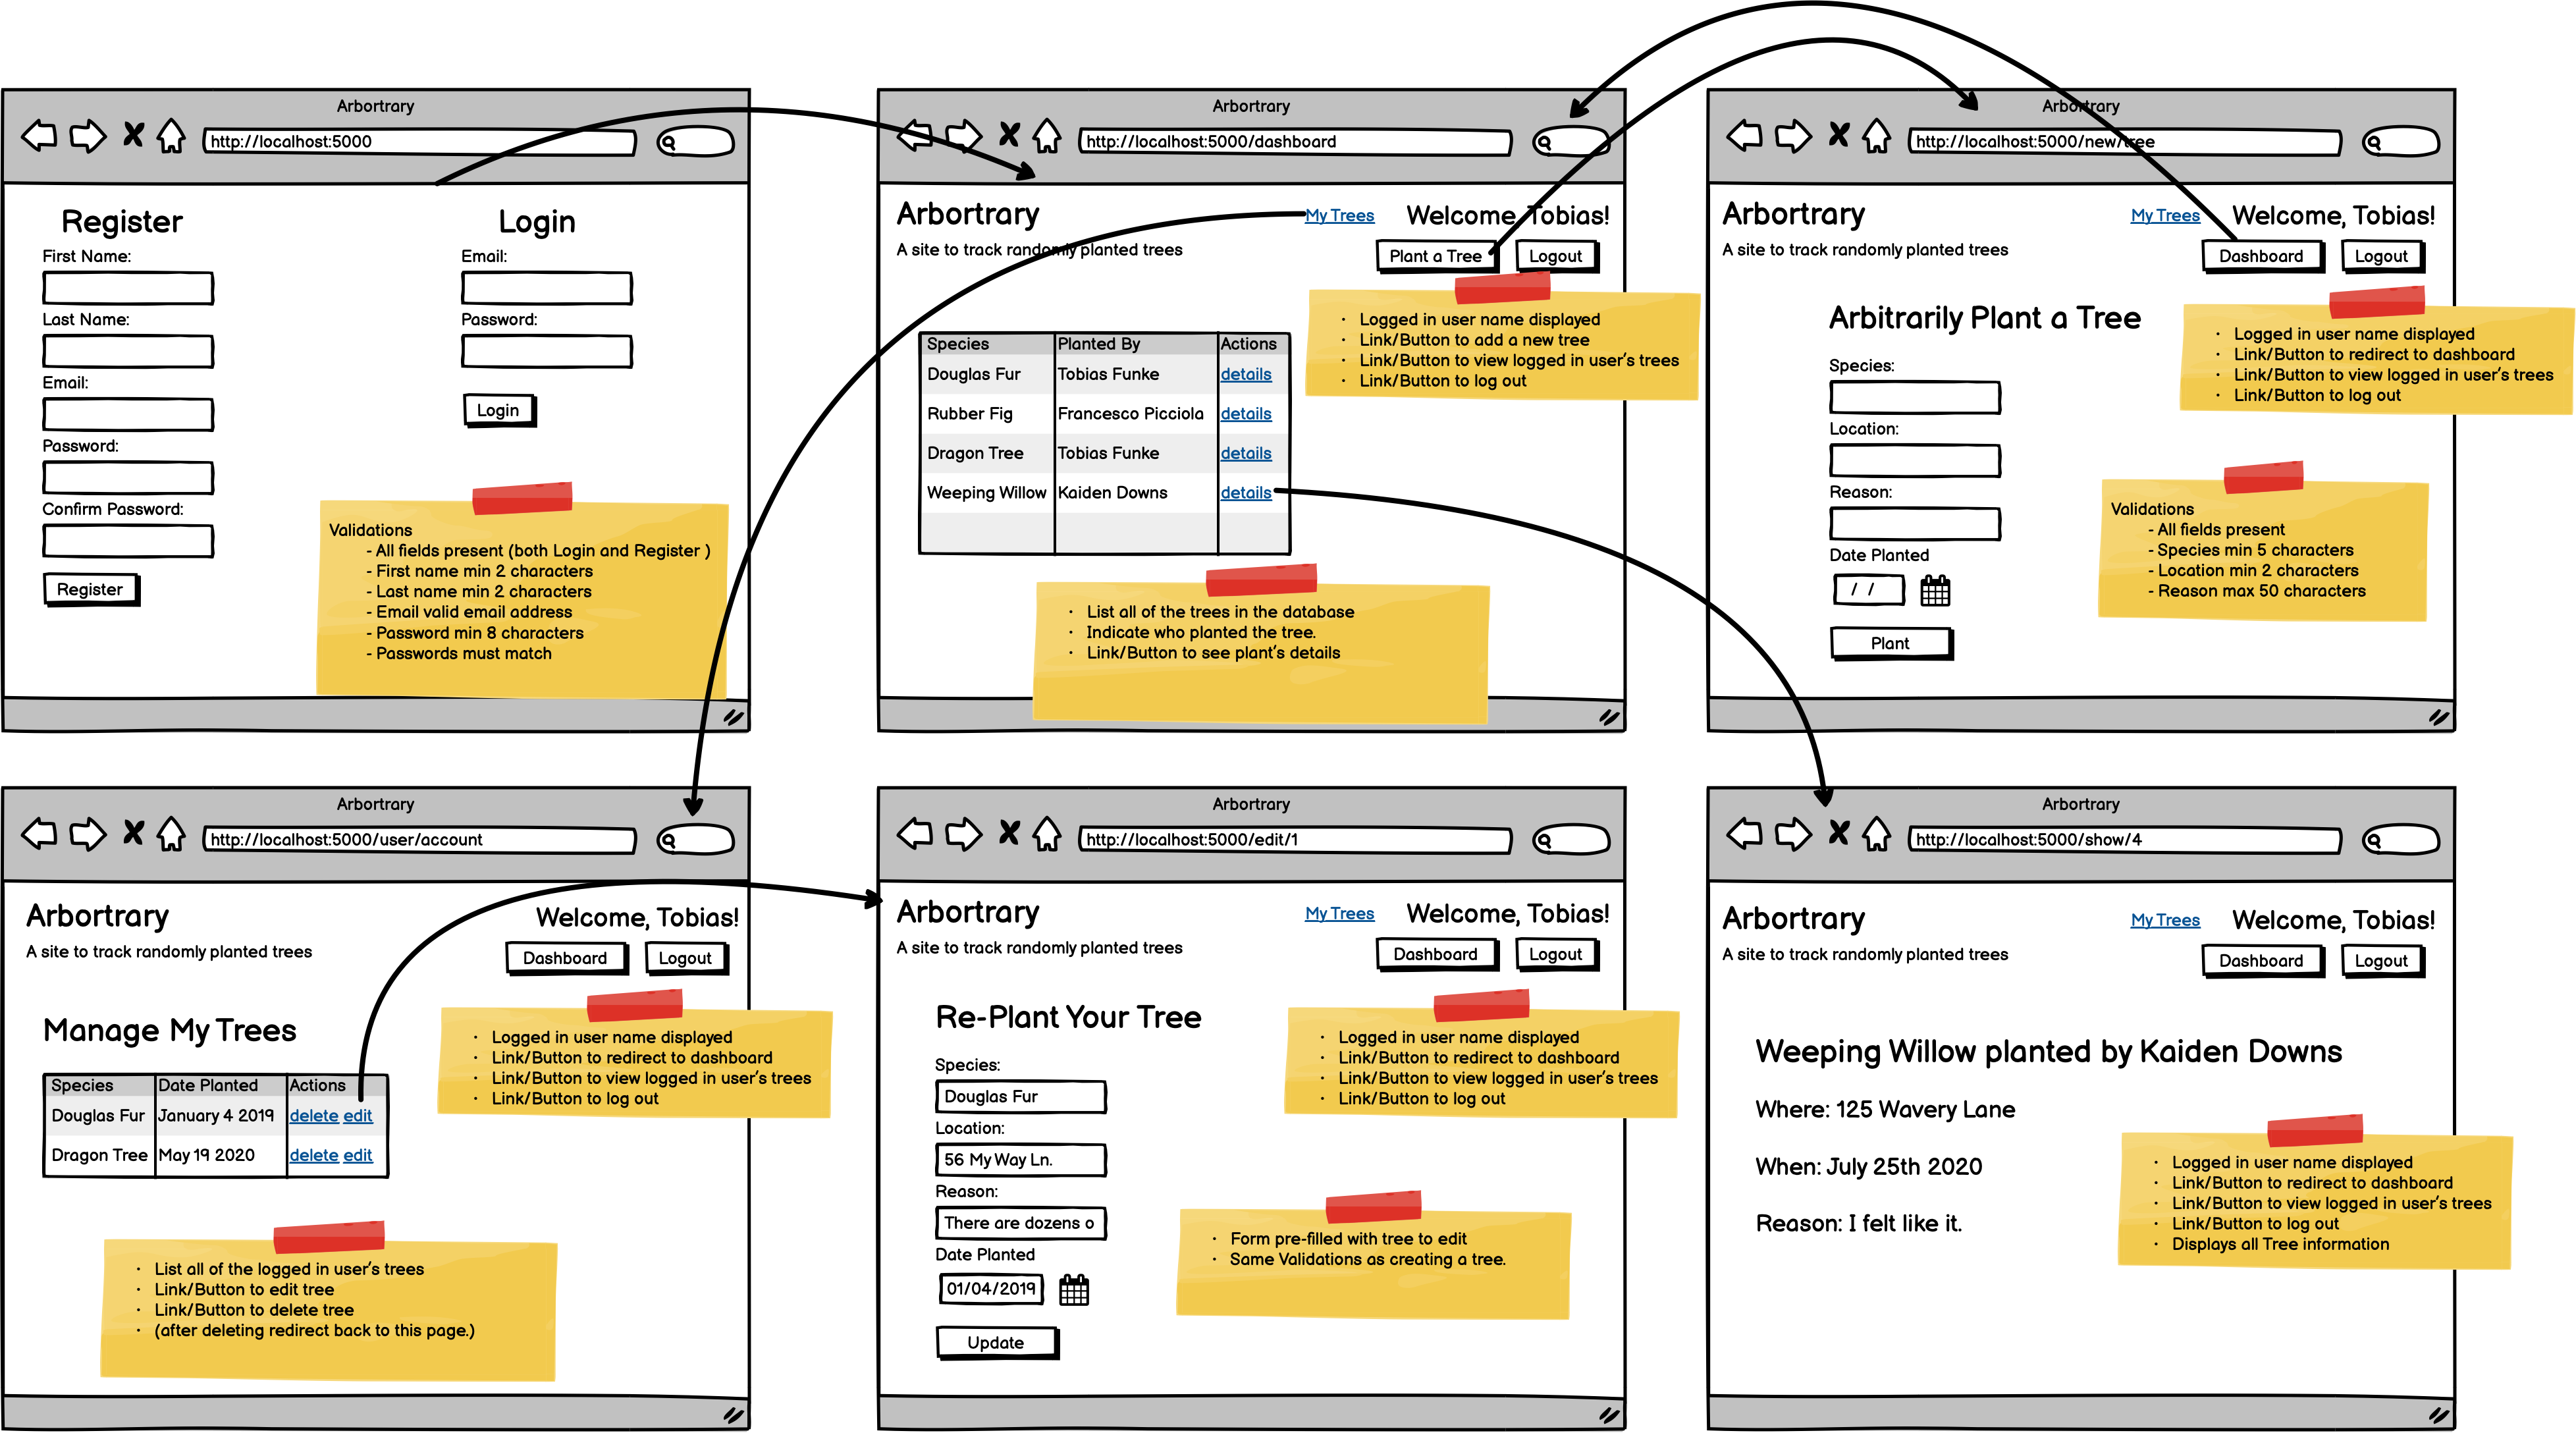 Arbortrary
http://localhost:5000
Register
First Name:
Last Name:
Email:
Password:
Confirm Password:
Register
Login
Email:
Password:
Login
Validations
- All fields present (both Login and Register )
- First name min 2 characters
- Last name min 2 characters
- Email valid email address
- Password min 8 characters
- Passwords must match
Arbortrary
http://localhost:5000/dashboard
Arbortrary
My Trees
Welcome, Tobias!
A site to track randomly planted trees
Plant a Tree
Logout
· Logged in user name displayed
· Link/Button to add a new tree
· Link/Button to view logged in user's trees
· Link/Button to log out
Species Planted By Actions
Douglas Fur Tobias Funke details
Rubber Fig Francesco Picciola details
Dragon Tree Tobias Funke details
Weeping Willow Kaiden Downs details
· List all of the trees in the database
· Indicate who planted the tree.
· Link/Button to see plant's details
Arbortrary
http://localhost:5000/new/tree
Arbortrary
My Trees
Welcome, Tobias!
A site to track randomly planted trees
Dashboard
Logout
· Logged in user name displayed
· Link/Button to redirect to dashboard
· Link/Button to view logged in user's trees
· Link/Button to log out
Arbitrarily Plant a Tree
Species:
Location:
Reason:
Date Planted
/ /
Plant
Validations
- All fields present
- Species min 5 characters
- Location min 2 characters
- Reason max 50 characters
Arbortrary
http://localhost:5000/user/account
Arbortrary
Welcome, Tobias!
A site to track randomly planted trees
Dashboard
Logout
· Logged in user name displayed
· Link/Button to redirect to dashboard
· Link/Button to view logged in user's trees
· Link/Button to log out
Manage My Trees
Species Date Planted Actions
Douglas Fur January 4 2019 delete edit
Dragon Tree May 19 2020 delete edit
· List all of the logged in user's trees
· Link/Button to edit tree
· Link/Button to delete tree
· (after deleting redirect back to this page.)
Arbortrary
http://localhost:5000/edit/1
Arbortrary
My Trees
Welcome, Tobias!
A site to track randomly planted trees
Dashboard
Logout
· Logged in user name displayed
· Link/Button to redirect to dashboard
· Link/Button to view logged in user's trees
· Link/Button to log out
Re-Plant Your Tree
Species:
Douglas Fur
Location:
56 My Way Ln.
Reason:
There are dozens o
Date Planted
01/04/2019
Update
· Form pre-filled with tree to edit
· Same Validations as creating a tree.
Arbortrary
http://localhost:5000/show/4
Arbortrary
My Trees
Welcome, Tobias!
A site to track randomly planted trees
Dashboard
Logout
Weeping Willow planted by Kaiden Downs
Where: 125 Wavery Lane
When: July 25th 2020
Reason: I felt like it.
· Logged in user name displayed
· Link/Button to redirect to dashboard
· Link/Button to view logged in user's trees
· Link/Button to log out
· Displays all Tree information